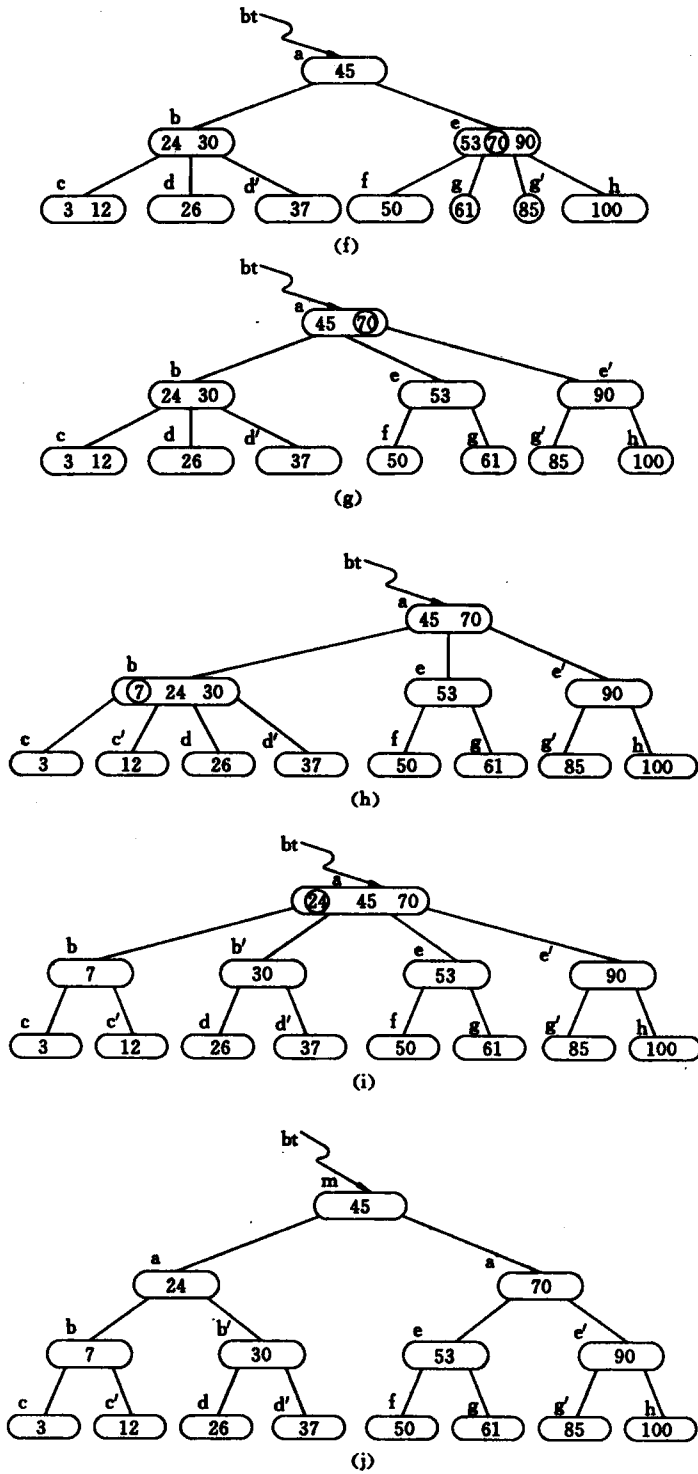 bt
a
45
b e
24 30 53 70 90
c d d′ f g g′ h
3 12 26 37 50 61 85 100
(f)
bt
a
45 70
b e e′
24 30 53 90
c d d′ f g g′ h
3 12 26 37 50 61 85 100
(g)
bt
a
45 70
b e e′
7 24 30 53 90
c c′ d d′ f g g′ h
3 12 26 37 50 61 85 100
(h)
bt
a
24 45 70
b b′ e e′
7 30 53 90
c c′ d d′ f g g′ h
3 12 26 37 50 61 85 100
(i)
bt
m
45
a a
24 70
b b′ e e′
7 30 53 90
c c′ d d′ f g g′ h
3 12 26 37 50 61 85 100
(j)